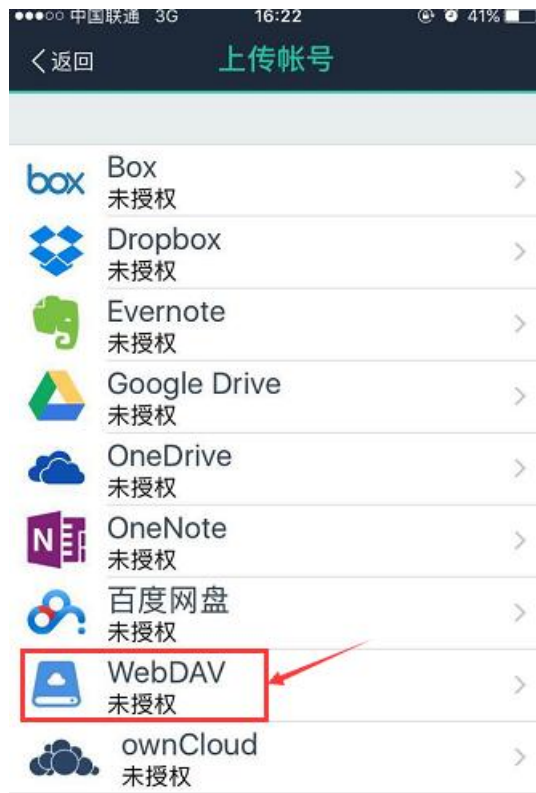 中国联通 3G 16:22 41%
返回 上传帐号
box Box
未授权
Dropbox
未授权
Evernote
未授权
Google Drive
未授权
OneDrive
未授权
N OneNote
未授权
百度网盘
未授权
WebDAV
未授权
ownCloud
未授权